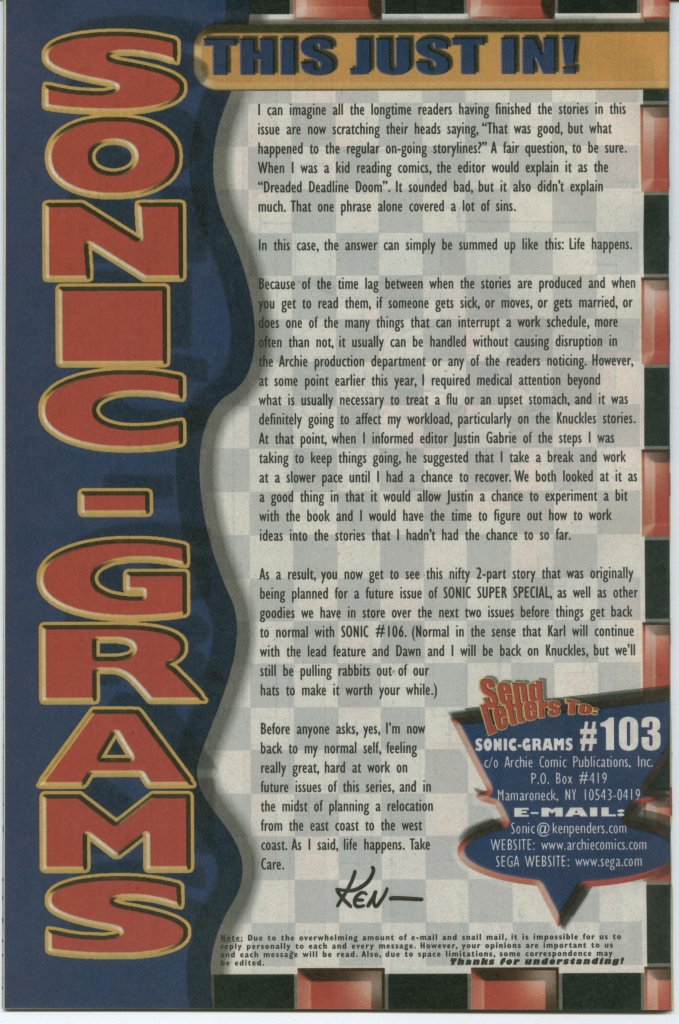 SONIC-GRAMS
THIS JUST IN!
I can imagine all the longtime readers having finished the stories in this
issue are now scratching their heads saying, "That was good, but what
happened to the regular on-going storylines?" A fair question, to be sure.
When I was a kid reading comics, the editor would explain it as the
"Dreaded Deadline Doom". It sounded bad, but it also didn't explain
much. That one phrase alone covered a lot of sins.
In this case, the answer can simply be summed up like this: Life happens.
Because of the time lag between when the stories are produced and when
you get to read them, if someone gets sick, or moves, or gets married, or
does one of the many things that can interrupt a work schedule, more
often than not, it usually can be handled without causing disruption in
the Archie production department or any of the readers noticing. However,
at some point earlier this year, I required medical attention beyond
what is usually necessary to treat a flu or an upset stomach, and it was
definitely going to affect my workload, particularly on the Knuckles stories.
At that point, when I informed editor Justin Gabrie of the steps I was
taking to keep things going, he suggested that I take a break and work
at a slower pace until I had a chance to recover. We both looked at it as
a good thing in that it would allow Justin a chance to experiment a bit
with the book and I would have the time to figure out how to work
ideas into the stories that I hadn't had the chance to so far.
As a result, you now get to see this nifty 2-part story that was originally
being planned for a future issue of SONIC SUPER SPECIAL, as well as other
goodies we have in store over the next two issues before things get back
to normal with SONIC #106. (Normal in the sense that Karl will continue
with the lead feature and Dawn and I will be back on Knuckles, but we'll
still be pulling rabbits out of our
hats to make it worth your while.)
Before anyone asks, yes, I'm now
back to my normal self, feeling
really great, hard at work on
future issues of this series, and in
the midst of planning a relocation
from the east coast to the west
coast. As I said, life happens. Take
Care.
KEN—
Send
Letters To:
SONIC-GRAMS #103
c/o Archie Comic Publications, Inc.
P.O. Box #419
Mamaroneck, NY 10543-0419
E-MAIL:
Sonic@kenpenders.com
WEBSITE: www.archiecomics.com
SEGA WEBSITE: www.sega.com
Note: Due to the overwhelming amount of e-mail and snail mail, it is impossible for us to
reply personally to each and every message. However, your opinions are important to us
and each message will be read. Also, due to space limitations, some correspondence may
be edited. Thanks for understanding!